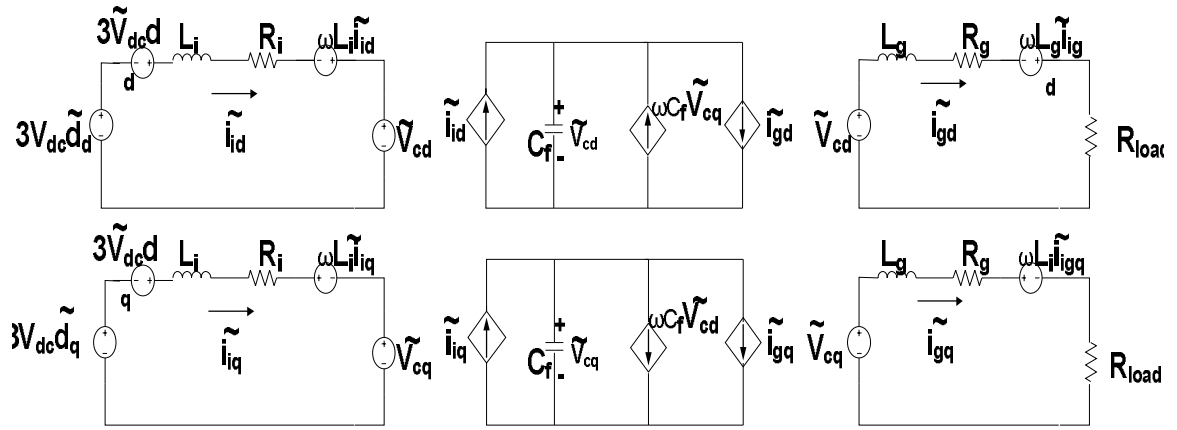 3Ṽdcd d
Li
Ri
ωLiĩid
3Vdcd̃d
ĩid
Ṽcd
ĩid
Cf
+
-
ṽcd
ωCfṼcq
ĩgd
Lg
Rg
ωLgĩig d
Ṽcd
ĩgd
Rload
3Ṽdcd q
Li
Ri
ωLiĩiq
3Vdcd̃q
ĩiq
Ṽcq
ĩiq
Cf
+
-
ṽcq
ωCfṼcd
ĩgq
Lg
Rg
ωLiĩigq
Ṽcq
ĩgq
Rload